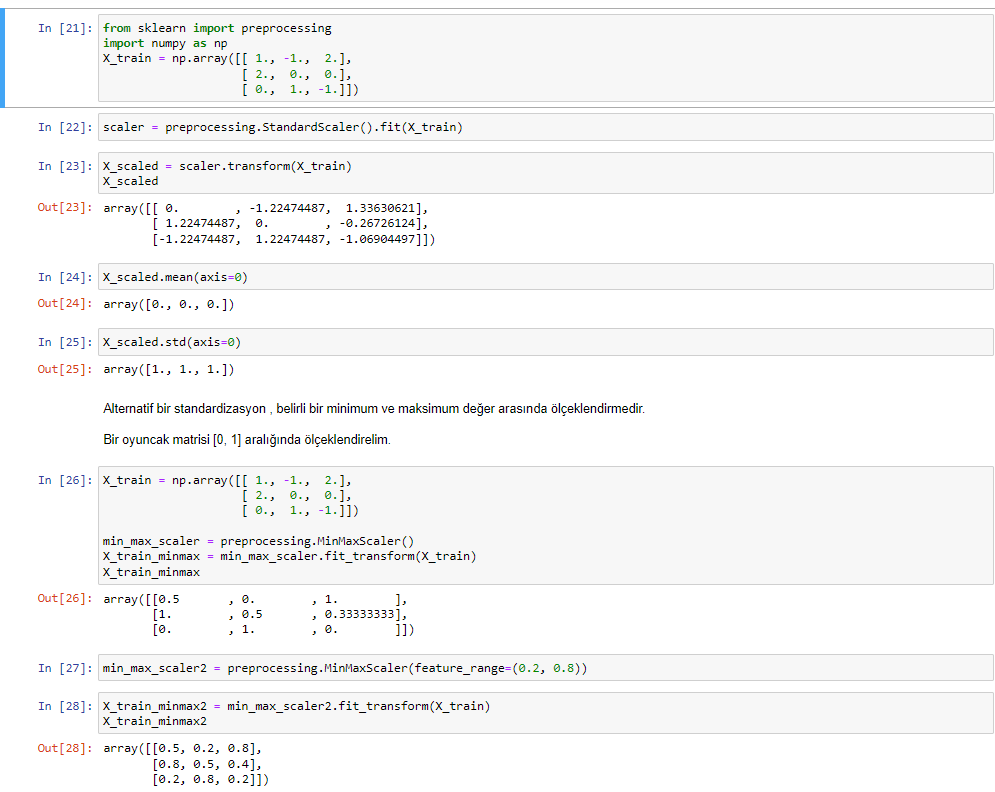 In [21]: from sklearn import preprocessing
import numpy as np
X_train = np.array([[ 1., -1.,  2.],
                    [ 2.,  0.,  0.],
                    [ 0.,  1., -1.]])
In [22]: scaler = preprocessing.StandardScaler().fit(X_train)
In [23]: X_scaled = scaler.transform(X_train)
X_scaled
Out[23]: array([[ 0.        , -1.22474487,  1.33630621],
       [ 1.22474487,  0.        , -0.26726124],
       [-1.22474487,  1.22474487, -1.06904497]])
In [24]: X_scaled.mean(axis=0)
Out[24]: array([0., 0., 0.])
In [25]: X_scaled.std(axis=0)
Out[25]: array([1., 1., 1.])
Alternatif bir standardizasyon , belirli bir minimum ve maksimum değer arasında ölçeklendirmedir.
Bir oyuncak matrisi [0, 1] aralığında ölçeklendirelim.
In [26]: X_train = np.array([[ 1., -1.,  2.],
                    [ 2.,  0.,  0.],
                    [ 0.,  1., -1.]])
min_max_scaler = preprocessing.MinMaxScaler()
X_train_minmax = min_max_scaler.fit_transform(X_train)
X_train_minmax
Out[26]: array([[0.5       , 0.        , 1.        ],
       [1.        , 0.5       , 0.33333333],
       [0.        , 1.        , 0.        ]])
In [27]: min_max_scaler2 = preprocessing.MinMaxScaler(feature_range=(0.2, 0.8))
In [28]: X_train_minmax2 = min_max_scaler2.fit_transform(X_train)
X_train_minmax2
Out[28]: array([[0.5, 0.2, 0.8],
       [0.8, 0.5, 0.4],
       [0.2, 0.8, 0.2]])